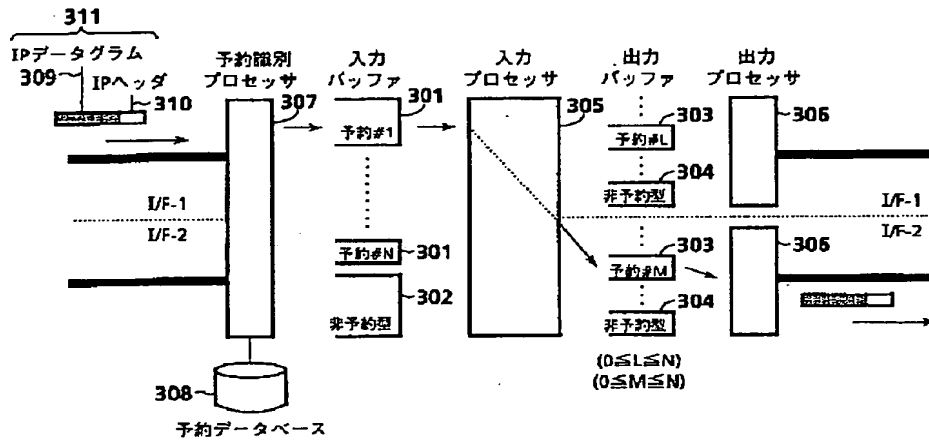 311
IPデータグラム
309
IPヘッダ
310
予約識別
プロセッサ
307
入力
バッファ
301
予約#1
入力
プロセッサ
305
出力
バッファ
303
予約#L
304
非予約型
出力
プロセッサ
306
I/F-1
I/F-2
I/F-1
I/F-2
予約#N
301
302
非予約型
303
予約#M
304
非予約型
306
(0≦L≦N)
(0≦M≦N)
308
予約データベース